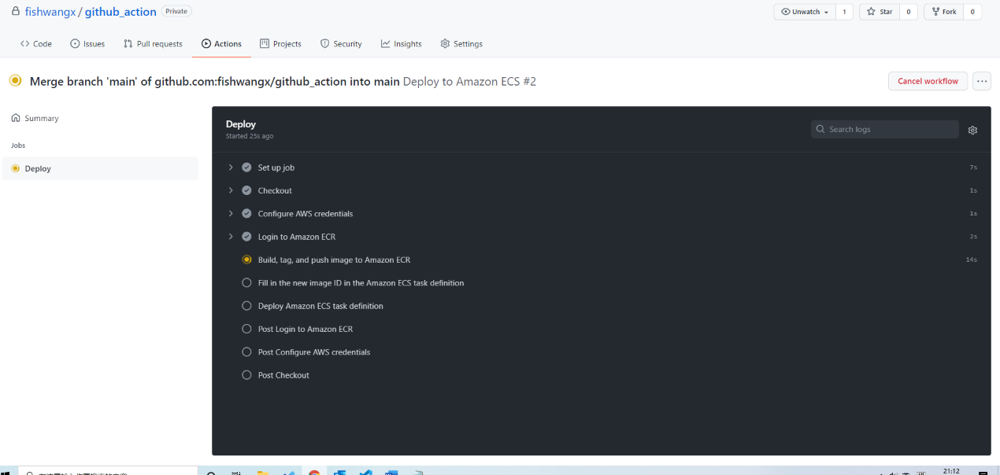 fishwangx / github_action Private Unwatch 1 Star 0 Fork 0
Code Issues Pull requests Actions Projects Security Insights Settings
Merge branch 'main' of github.com:fishwangx/github_action into main Deploy to Amazon ECS #2 Cancel workflow
Summary
Jobs
Deploy
Deploy
Started 25s ago
Search logs
Set up job 7s
Checkout 1s
Configure AWS credentials 1s
Login to Amazon ECR 2s
Build, tag, and push image to Amazon ECR 14s
Fill in the new image ID in the Amazon ECS task definition
Deploy Amazon ECS task definition
Post Login to Amazon ECR
Post Configure AWS credentials
Post Checkout
21:12